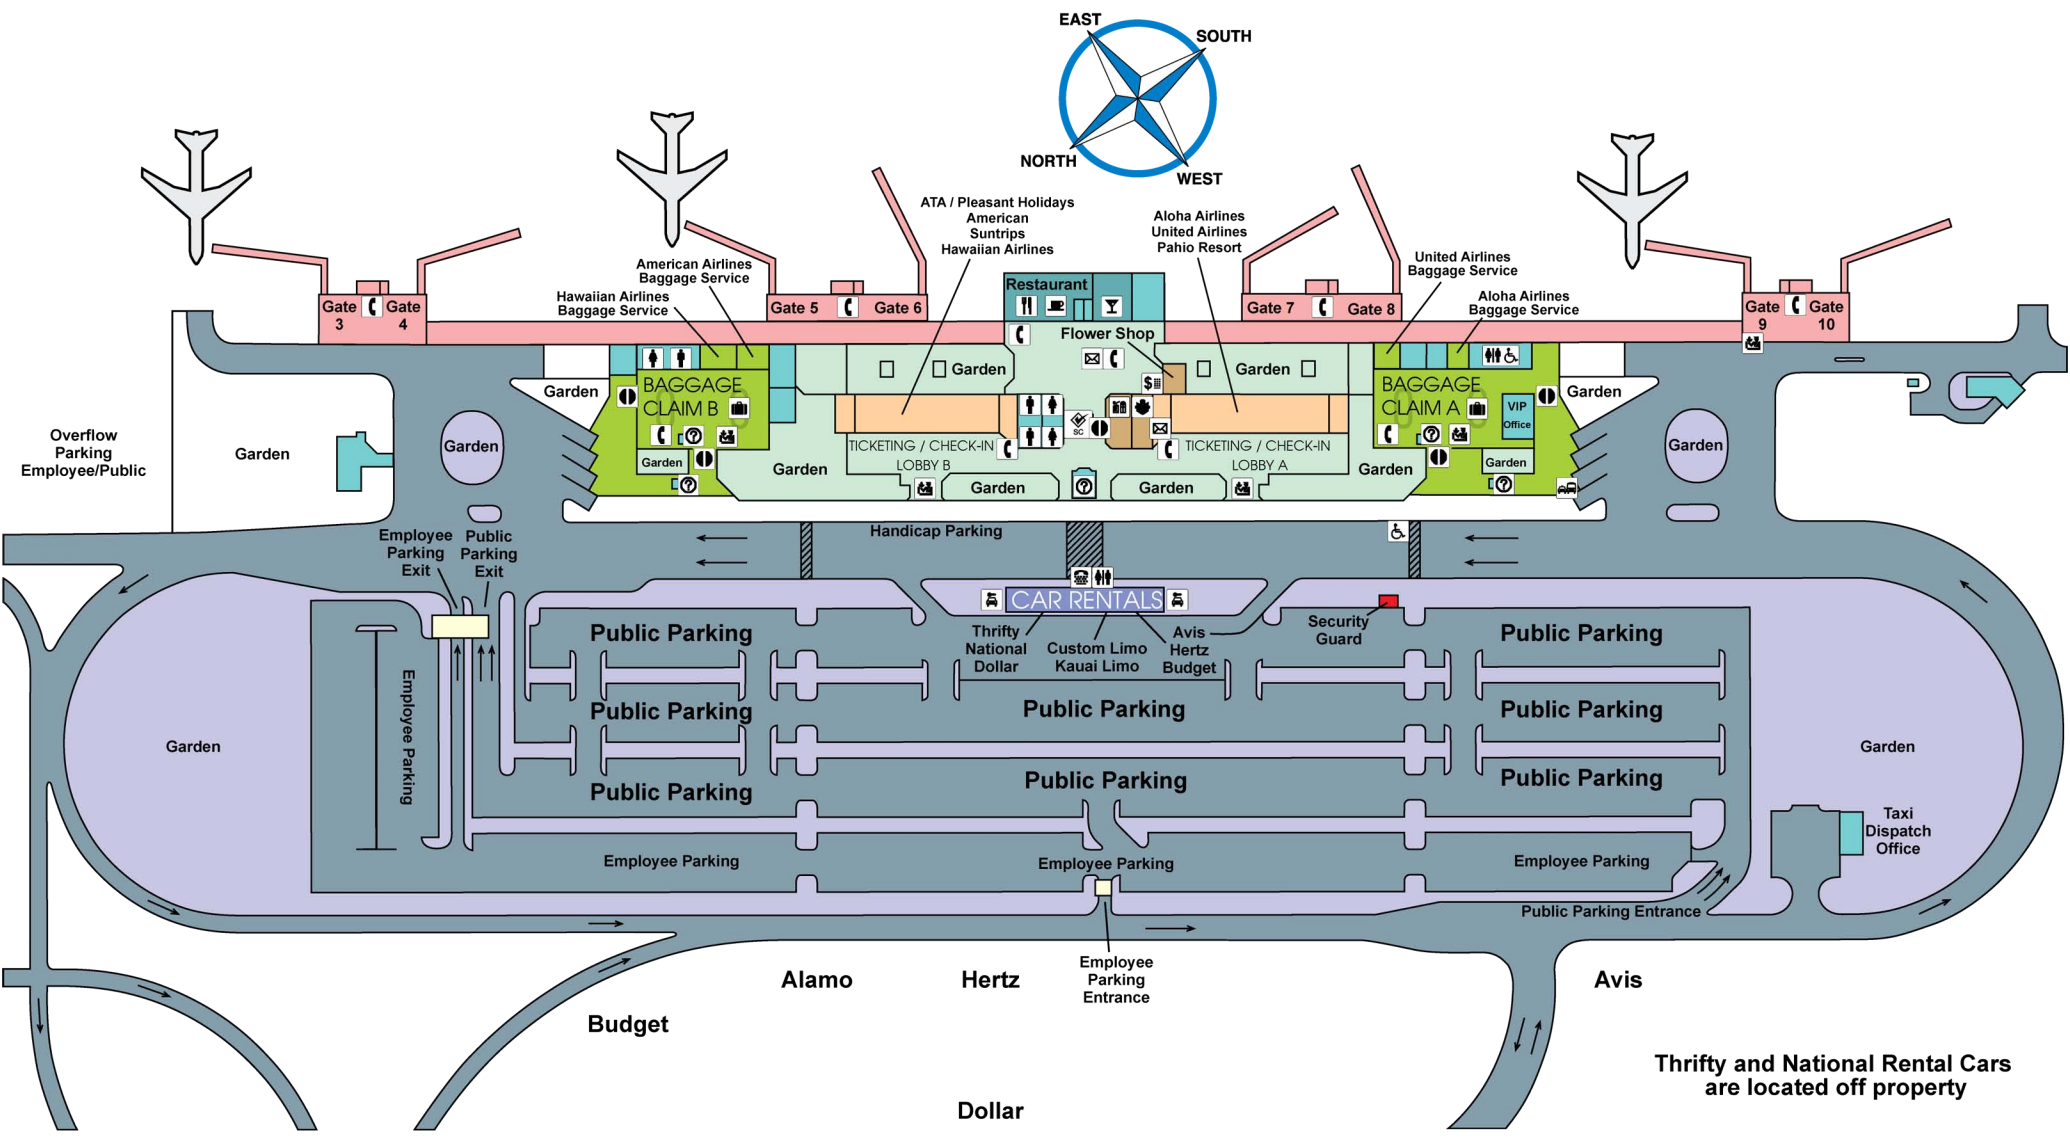 EAST
SOUTH
NORTH
WEST
ATA / Pleasant Holidays
American
Suntrips
Hawaiian Airlines
Aloha Airlines
United Airlines
Pahio Resort
American Airlines
Baggage Service
Hawaiian Airlines
Baggage Service
United Airlines
Baggage Service
Aloha Airlines
Baggage Service
Gate
3
Gate
4
Gate 5
Gate 6
Restaurant
Gate 7
Gate 8
Gate
9
Gate
10
Flower Shop
Garden
Garden
Garden
Garden
BAGGAGE
CLAIM B
BAGGAGE
CLAIM A
VIP
Office
$
SC
?
?
?
?
?
TICKETING / CHECK-IN
LOBBY B
TICKETING / CHECK-IN
LOBBY A
Overflow
Parking
Employee/Public
Garden
Garden
Garden
Garden
Garden
Garden
Garden
Garden
Garden
Garden
Employee
Parking
Exit
Public
Parking
Exit
Handicap Parking
CAR RENTALS
Thrifty
National
Dollar
Custom Limo
Kauai Limo
Avis
Hertz
Budget
Security
Guard
Public Parking
Public Parking
Public Parking
Public Parking
Public Parking
Public Parking
Public Parking
Public Parking
Employee Parking
Garden
Garden
Taxi
Dispatch
Office
Employee Parking
Employee Parking
Employee Parking
Public Parking Entrance
Employee
Parking
Entrance
Alamo
Hertz
Avis
Budget
Dollar
Thrifty and National Rental Cars
are located off property